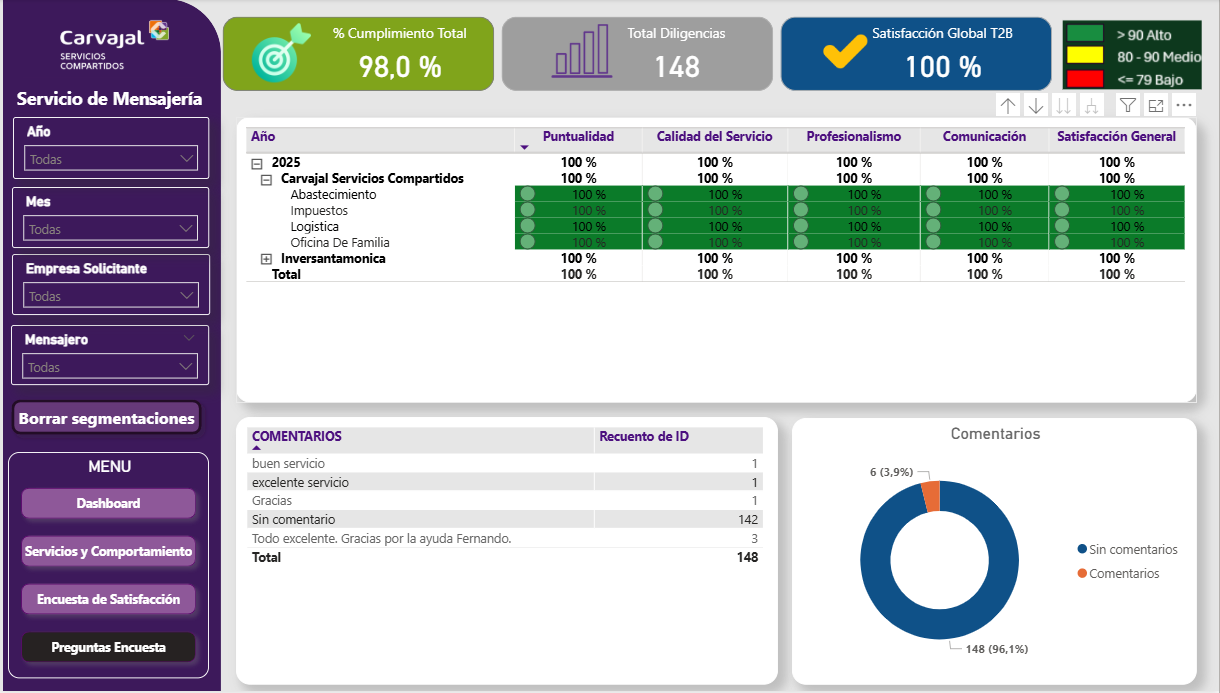 Carvajal
SERVICIOS
COMPARTIDOS
Servicio de Mensajería
Año
Todas
Mes
Todas
Empresa Solicitante
Todas
Mensajero
Todas
Borrar segmentaciones
MENU
Dashboard
Servicios y Comportamiento
Encuesta de Satisfacción
Preguntas Encuesta
% Cumplimiento Total
98,0 %
Total Diligencias
148
Satisfacción Global T2B
100 %
> 90 Alto
80 - 90 Medio
<= 79 Bajo
Año Puntualidad Calidad del Servicio Profesionalismo Comunicación Satisfacción General
2025 100 % 100 % 100 % 100 % 100 %
Carvajal Servicios Compartidos 100 % 100 % 100 % 100 % 100 %
Abastecimiento 100 % 100 % 100 % 100 % 100 %
Impuestos 100 % 100 % 100 % 100 % 100 %
Logistica 100 % 100 % 100 % 100 % 100 %
Oficina De Familia 100 % 100 % 100 % 100 % 100 %
Inversantamonica 100 % 100 % 100 % 100 % 100 %
Total 100 % 100 % 100 % 100 % 100 %
COMENTARIOS Recuento de ID
buen servicio 1
excelente servicio 1
Gracias 1
Sin comentario 142
Todo excelente. Gracias por la ayuda Fernando. 3
Total 148
Comentarios
6 (3,9%)
Sin comentarios
Comentarios
148 (96,1%)